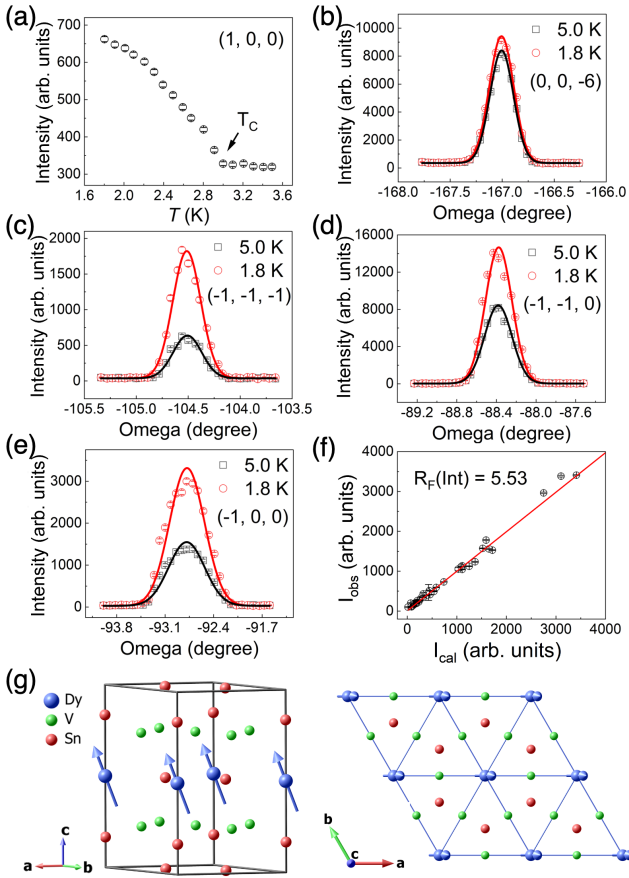 (a)
(1, 0, 0)
Intensity (arb. units)
700
600
500
400
300
T_C
1.6 2.0 2.4 2.8 3.2 3.6
T (K)
(b)
5.0 K
1.8 K
(0, 0, -6)
Intensity (arb. units)
10000
8000
6000
4000
2000
0
-168.0 -167.5 -167.0 -166.5 -166.0
Omega (degree)
(c)
5.0 K
1.8 K
(-1, -1, -1)
Intensity (arb. units)
2000
1500
1000
500
0
-105.5 -105.0 -104.5 -104.0 -103.5
Omega (degree)
(d)
5.0 K
1.8 K
(-1, -1, 0)
Intensity (arb. units)
16000
12000
8000
4000
0
-89.2 -88.8 -88.4 -88.0 -87.6
Omega (degree)
(e)
5.0 K
1.8 K
(-1, 0, 0)
Intensity (arb. units)
3000
2000
1000
0
-93.8 -93.1 -92.4 -91.7
Omega (degree)
(f)
R_F(Int) = 5.53
I_obs (arb. units)
4000
3000
2000
1000
0
0 1000 2000 3000 4000
I_cal (arb. units)
(g)
Dy
V
Sn
c
a
b
b
c
a